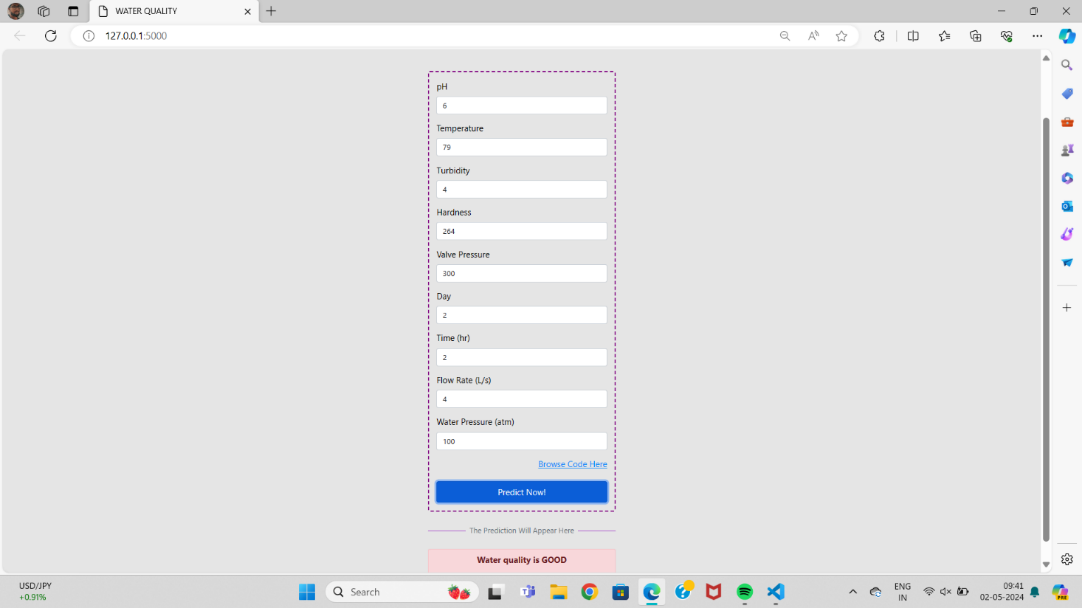 WATER QUALITY
127.0.0.1:5000
pH
6
Temperature
79
Turbidity
4
Hardness
264
Valve Pressure
300
Day
2
Time (hr)
2
Flow Rate (L/s)
4
Water Pressure (atm)
100
Browse Code Here
Predict Now!
The Prediction Will Appear Here
Water quality is GOOD
USD/JPY
+0.91%
Search
ENG
IN
09:41
02-05-2024